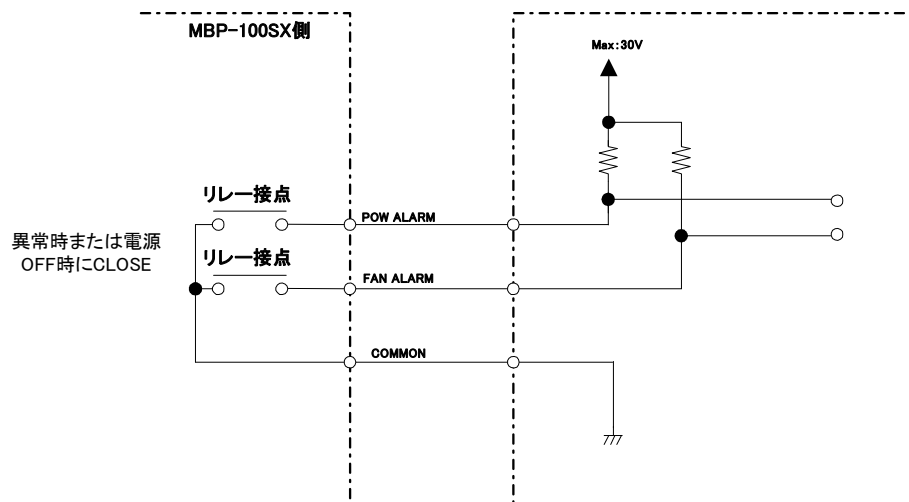 MBP-100SX側
Max:30V
リレー接点
POW ALARM
異常時または電源
OFF時にCLOSE
リレー接点
FAN ALARM
COMMON